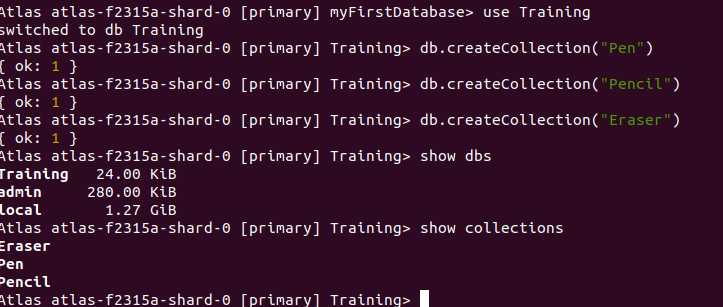 Atlas atlas-f2315a-shard-0 [primary] myFirstDatabase> use Training
switched to db Training
Atlas atlas-f2315a-shard-0 [primary] Training> db.createCollection("Pen")
{ ok: 1 }
Atlas atlas-f2315a-shard-0 [primary] Training> db.createCollection("Pencil")
{ ok: 1 }
Atlas atlas-f2315a-shard-0 [primary] Training> db.createCollection("Eraser")
{ ok: 1 }
Atlas atlas-f2315a-shard-0 [primary] Training> show dbs
Training   24.00 KiB
admin     280.00 KiB
local       1.27 GiB
Atlas atlas-f2315a-shard-0 [primary] Training> show collections
Eraser
Pen
Pencil
Atlas atlas-f2315a-shard-0 [primary] Training>